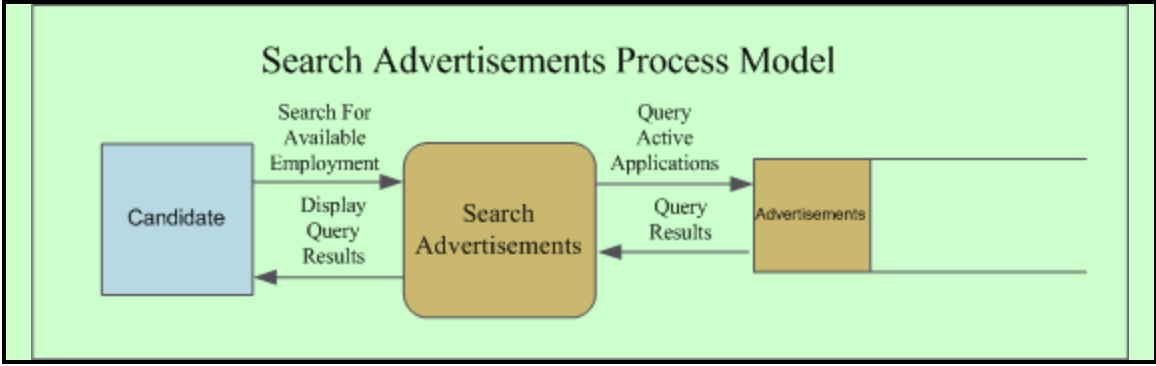 Search Advertisements Process Model
Search For
Available
Employment
Query
Active
Applications
Candidate
Display
Query
Results
Search
Advertisements
Query
Results
Advertisements